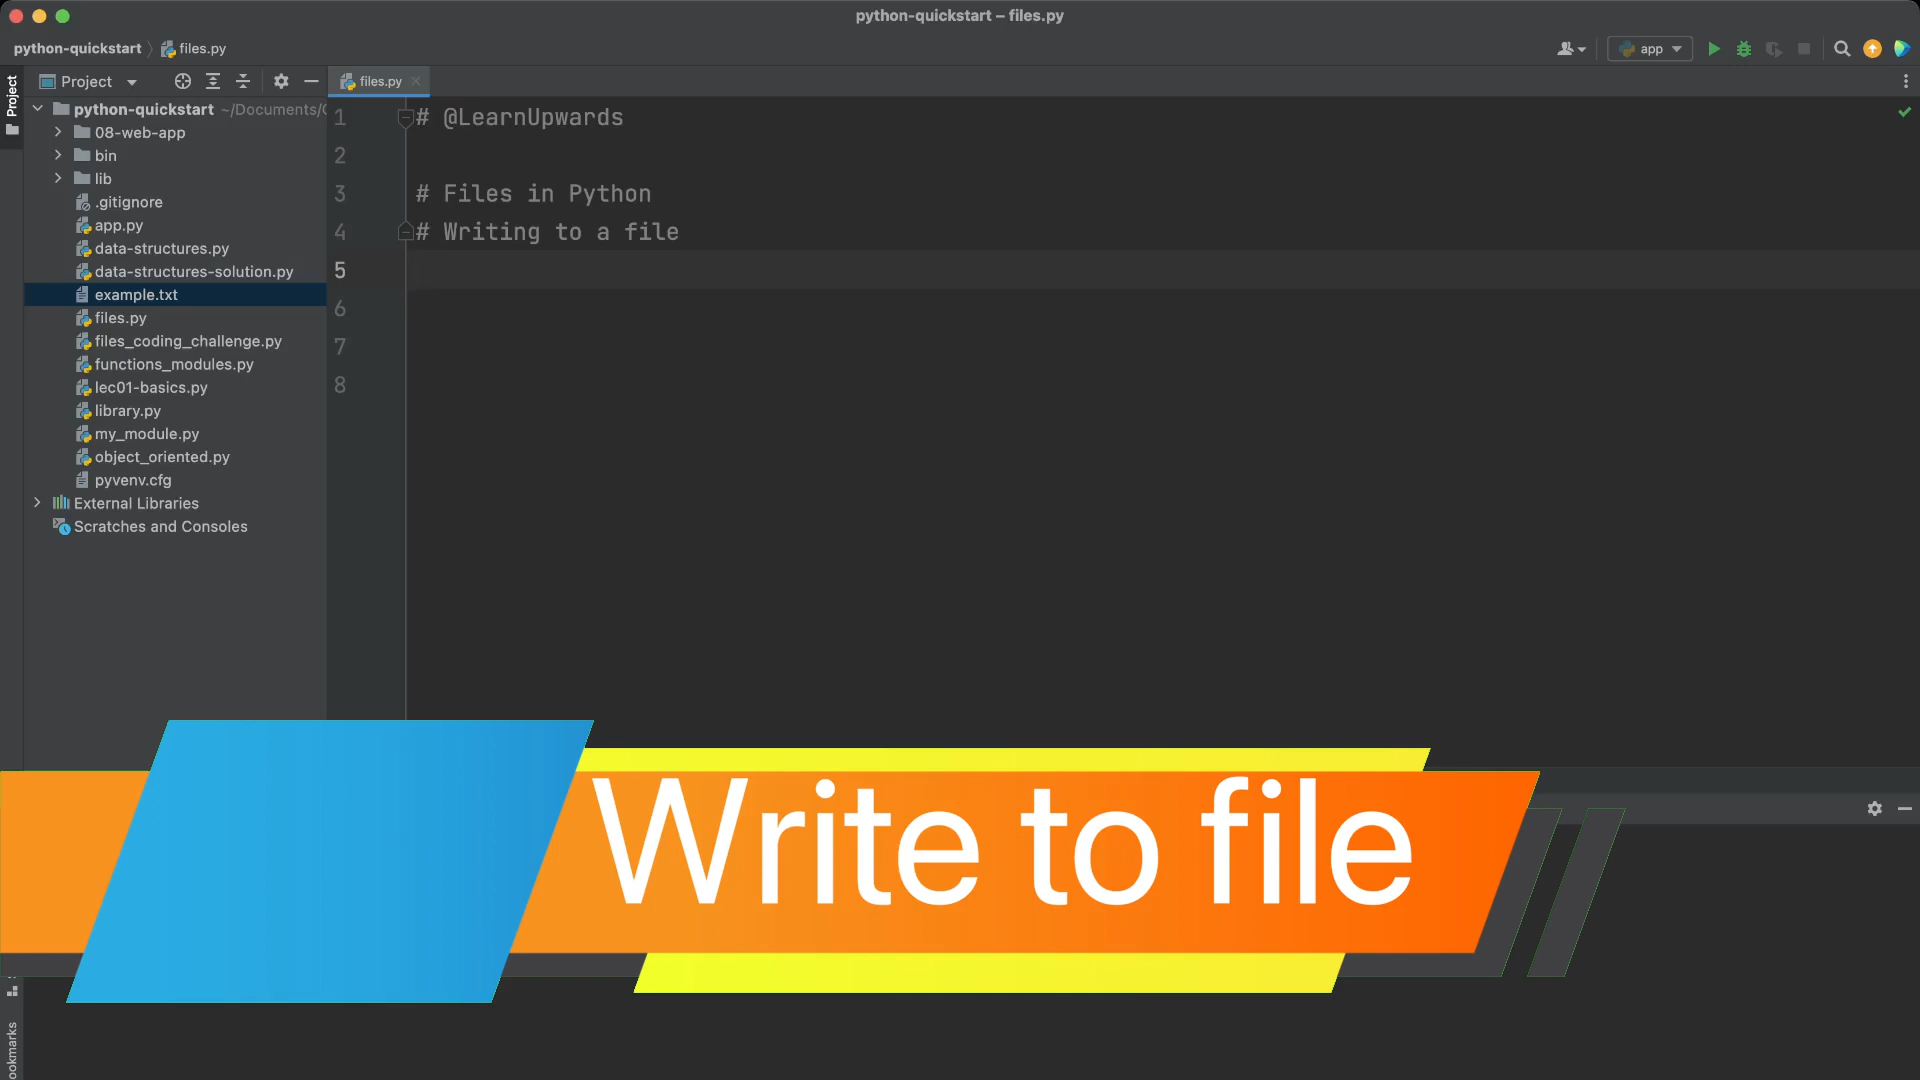 python-quickstart – files.py
python-quickstart
files.py
app
Project
Project
files.py
python-quickstart ~/Documents/
08-web-app
bin
lib
.gitignore
app.py
data-structures.py
data-structures-solution.py
example.txt
files.py
files_coding_challenge.py
functions_modules.py
lec01-basics.py
library.py
my_module.py
object_oriented.py
pyvenv.cfg
External Libraries
Scratches and Consoles
1 # @LearnUpwards
2
3 # Files in Python
4 # Writing to a file
5
6
7
8
Write to file
ookmarks